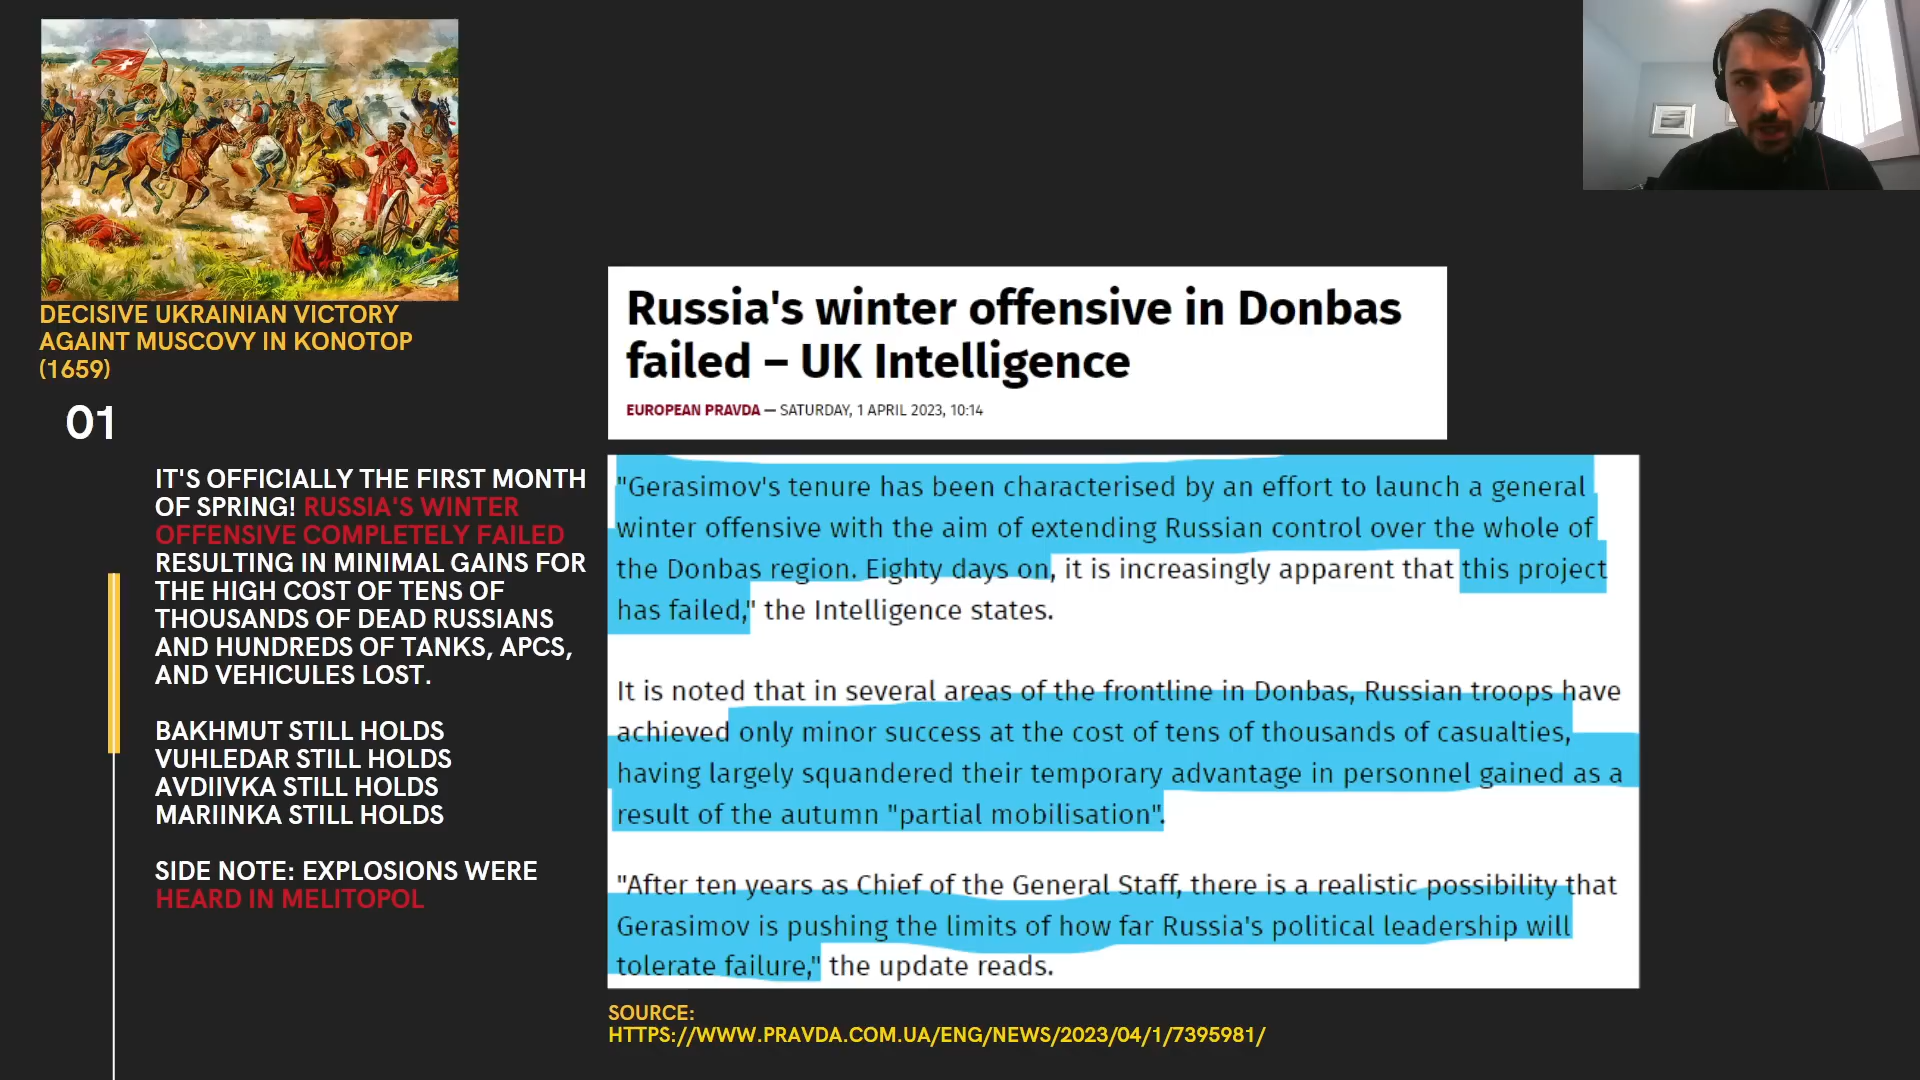 DECISIVE UKRAINIAN VICTORY
AGAINT MUSCOVY IN KONOTOP
(1659)
01
IT'S OFFICIALLY THE FIRST MONTH
OF SPRING! RUSSIA'S WINTER
OFFENSIVE COMPLETELY FAILED
RESULTING IN MINIMAL GAINS FOR
THE HIGH COST OF TENS OF
THOUSANDS OF DEAD RUSSIANS
AND HUNDREDS OF TANKS, APCS,
AND VEHICULES LOST.
BAKHMUT STILL HOLDS
VUHLEDAR STILL HOLDS
AVDIIVKA STILL HOLDS
MARIINKA STILL HOLDS
SIDE NOTE: EXPLOSIONS WERE
HEARD IN MELITOPOL
Russia's winter offensive in Donbas
failed – UK Intelligence
EUROPEAN PRAVDA — SATURDAY, 1 APRIL 2023, 10:14
"Gerasimov's tenure has been characterised by an effort to launch a general
winter offensive with the aim of extending Russian control over the whole of
the Donbas region. Eighty days on, it is increasingly apparent that this project
has failed," the Intelligence states.
It is noted that in several areas of the frontline in Donbas, Russian troops have
achieved only minor success at the cost of tens of thousands of casualties,
having largely squandered their temporary advantage in personnel gained as a
result of the autumn "partial mobilisation".
"After ten years as Chief of the General Staff, there is a realistic possibility that
Gerasimov is pushing the limits of how far Russia's political leadership will
tolerate failure," the update reads.
SOURCE:
HTTPS://WWW.PRAVDA.COM.UA/ENG/NEWS/2023/04/1/7395981/